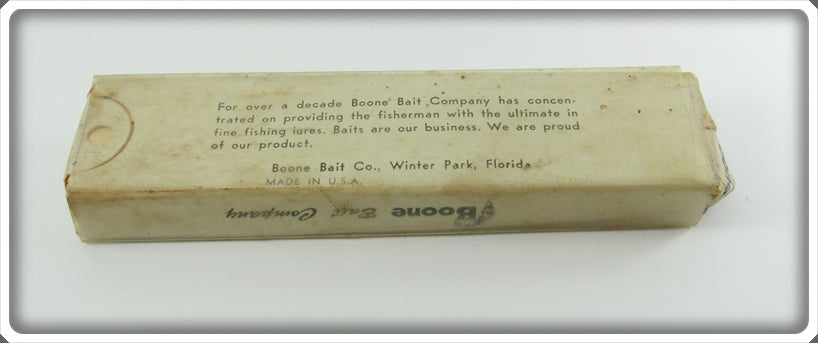 For over a decade Boone Bait Company has concen-
trated on providing the fisherman with the ultimate in
fine fishing lures. Baits are our business. We are proud
of our product.
Boone Bait Co., Winter Park, Florida
MADE IN U.S.A.
Boone Bait Company